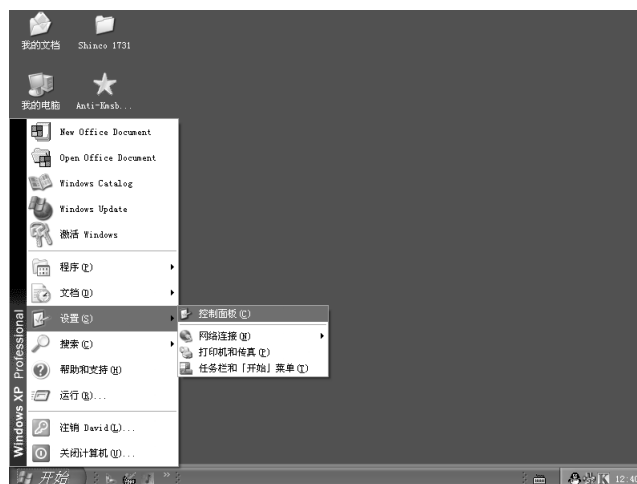 我的文档
Shinco 1731
我的电脑
Anti-Kmsb...
New Office Document
Open Office Document
Windows Catalog
Windows Update
激活 Windows
程序(P)
文档(D)
设置(S)
搜索(C)
帮助和支持(H)
运行(R)...
注销 David(L)...
关闭计算机(U)...
Windows XP Professional
控制面板(C)
网络连接(N)
打印机和传真(P)
任务栏和「开始」菜单(T)
开始
12:40